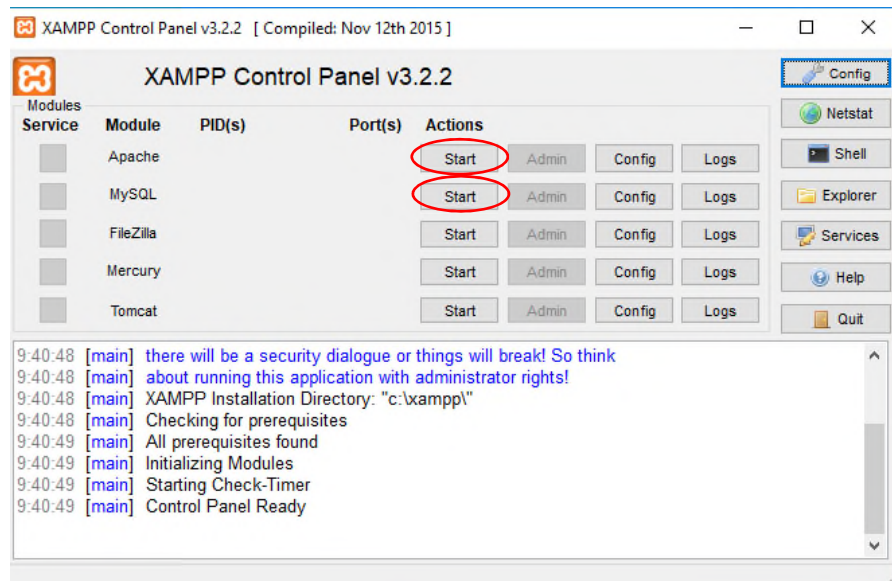 XAMPP Control Panel v3.2.2 [ Compiled: Nov 12th 2015 ]
XAMPP Control Panel v3.2.2
Config
Modules
Netstat
Service Module PID(s) Port(s) Actions
Apache Start Admin Config Logs
Shell
MySQL Start Admin Config Logs
Explorer
FileZilla Start Admin Config Logs
Services
Mercury Start Admin Config Logs
Help
Tomcat Start Admin Config Logs
Quit
9:40:48 [main] there will be a security dialogue or things will break! So think
9:40:48 [main] about running this application with administrator rights!
9:40:48 [main] XAMPP Installation Directory: "c:\xampp\"
9:40:48 [main] Checking for prerequisites
9:40:49 [main] All prerequisites found
9:40:49 [main] Initializing Modules
9:40:49 [main] Starting Check-Timer
9:40:49 [main] Control Panel Ready